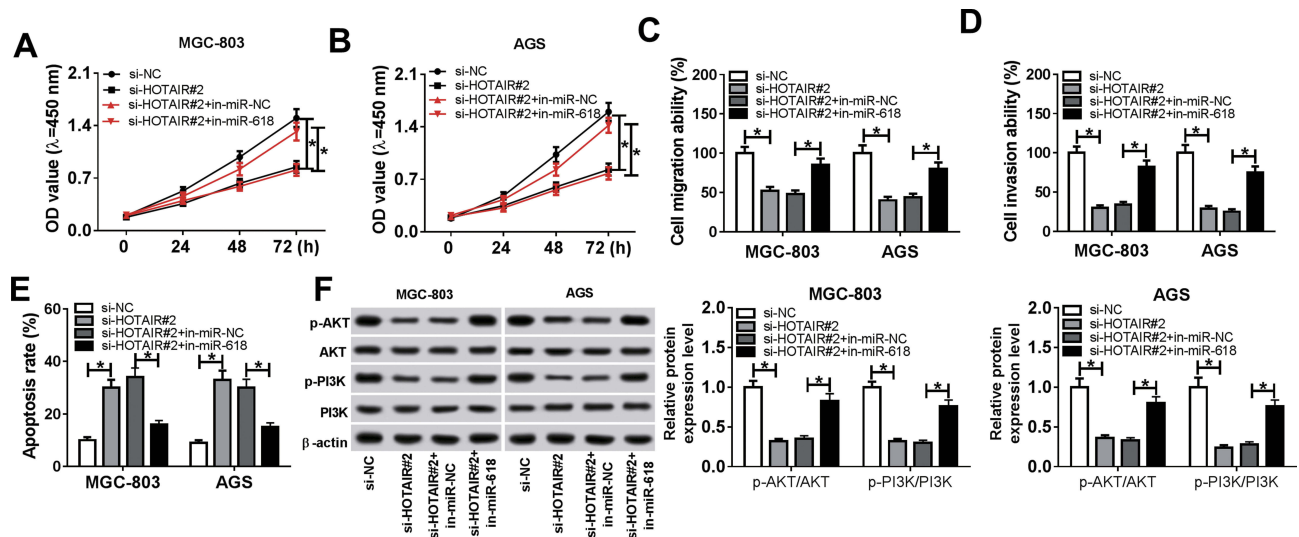 A
MGC-803
OD value (λ=450 nm)
2.1
1.4
0.7
0.0
si-NC
si-HOTAIR#2
si-HOTAIR#2+in-miR-NC
si-HOTAIR#2+in-miR-618
*
*
0 24 48 72 (h)
B
AGS
OD value (λ=450 nm)
2.1
1.4
0.7
0.0
si-NC
si-HOTAIR#2
si-HOTAIR#2+in-miR-NC
si-HOTAIR#2+in-miR-618
*
*
0 24 48 72 (h)
C
Cell migration ability (%)
200
150
100
50
0
si-NC
si-HOTAIR#2
si-HOTAIR#2+in-miR-NC
si-HOTAIR#2+in-miR-618
* * * *
MGC-803 AGS
D
Cell invasion ability (%)
200
150
100
50
0
si-NC
si-HOTAIR#2
si-HOTAIR#2+in-miR-NC
si-HOTAIR#2+in-miR-618
* * * *
MGC-803 AGS
E
Apoptosis rate (%)
60
40
20
0
si-NC
si-HOTAIR#2
si-HOTAIR#2+in-miR-NC
si-HOTAIR#2+in-miR-618
* * * *
MGC-803 AGS
F
MGC-803 AGS
p-AKT
AKT
p-PI3K
PI3K
β-actin
si-NC
si-HOTAIR#2
si-HOTAIR#2+
in-miR-NC
si-HOTAIR#2+
in-miR-618
si-NC
si-HOTAIR#2
si-HOTAIR#2+
in-miR-NC
si-HOTAIR#2+
in-miR-618
MGC-803
Relative protein
expression level
2.0
1.5
1.0
0.5
0.0
si-NC
si-HOTAIR#2
si-HOTAIR#2+in-miR-NC
si-HOTAIR#2+in-miR-618
* * * *
p-AKT/AKT p-PI3K/PI3K
AGS
Relative protein
expression level
2.0
1.5
1.0
0.5
0.0
si-NC
si-HOTAIR#2
si-HOTAIR#2+in-miR-NC
si-HOTAIR#2+in-miR-618
* * * *
p-AKT/AKT p-PI3K/PI3K